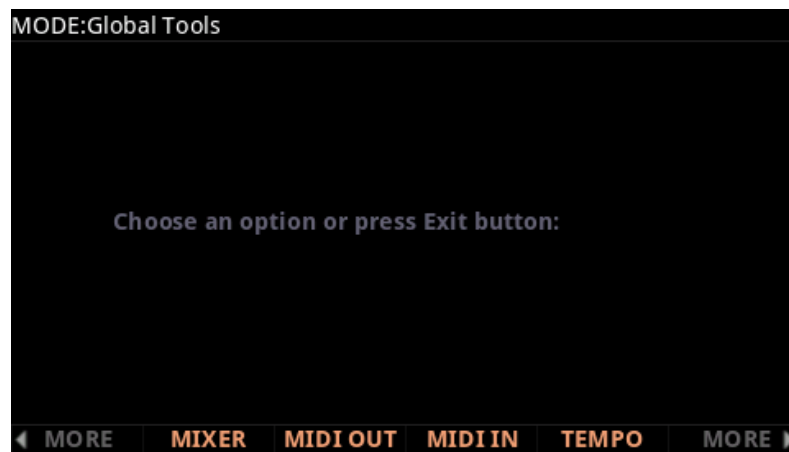 MODE:Global Tools
Choose an option or press Exit button:
MORE MIXER MIDI OUT MIDI IN TEMPO MORE